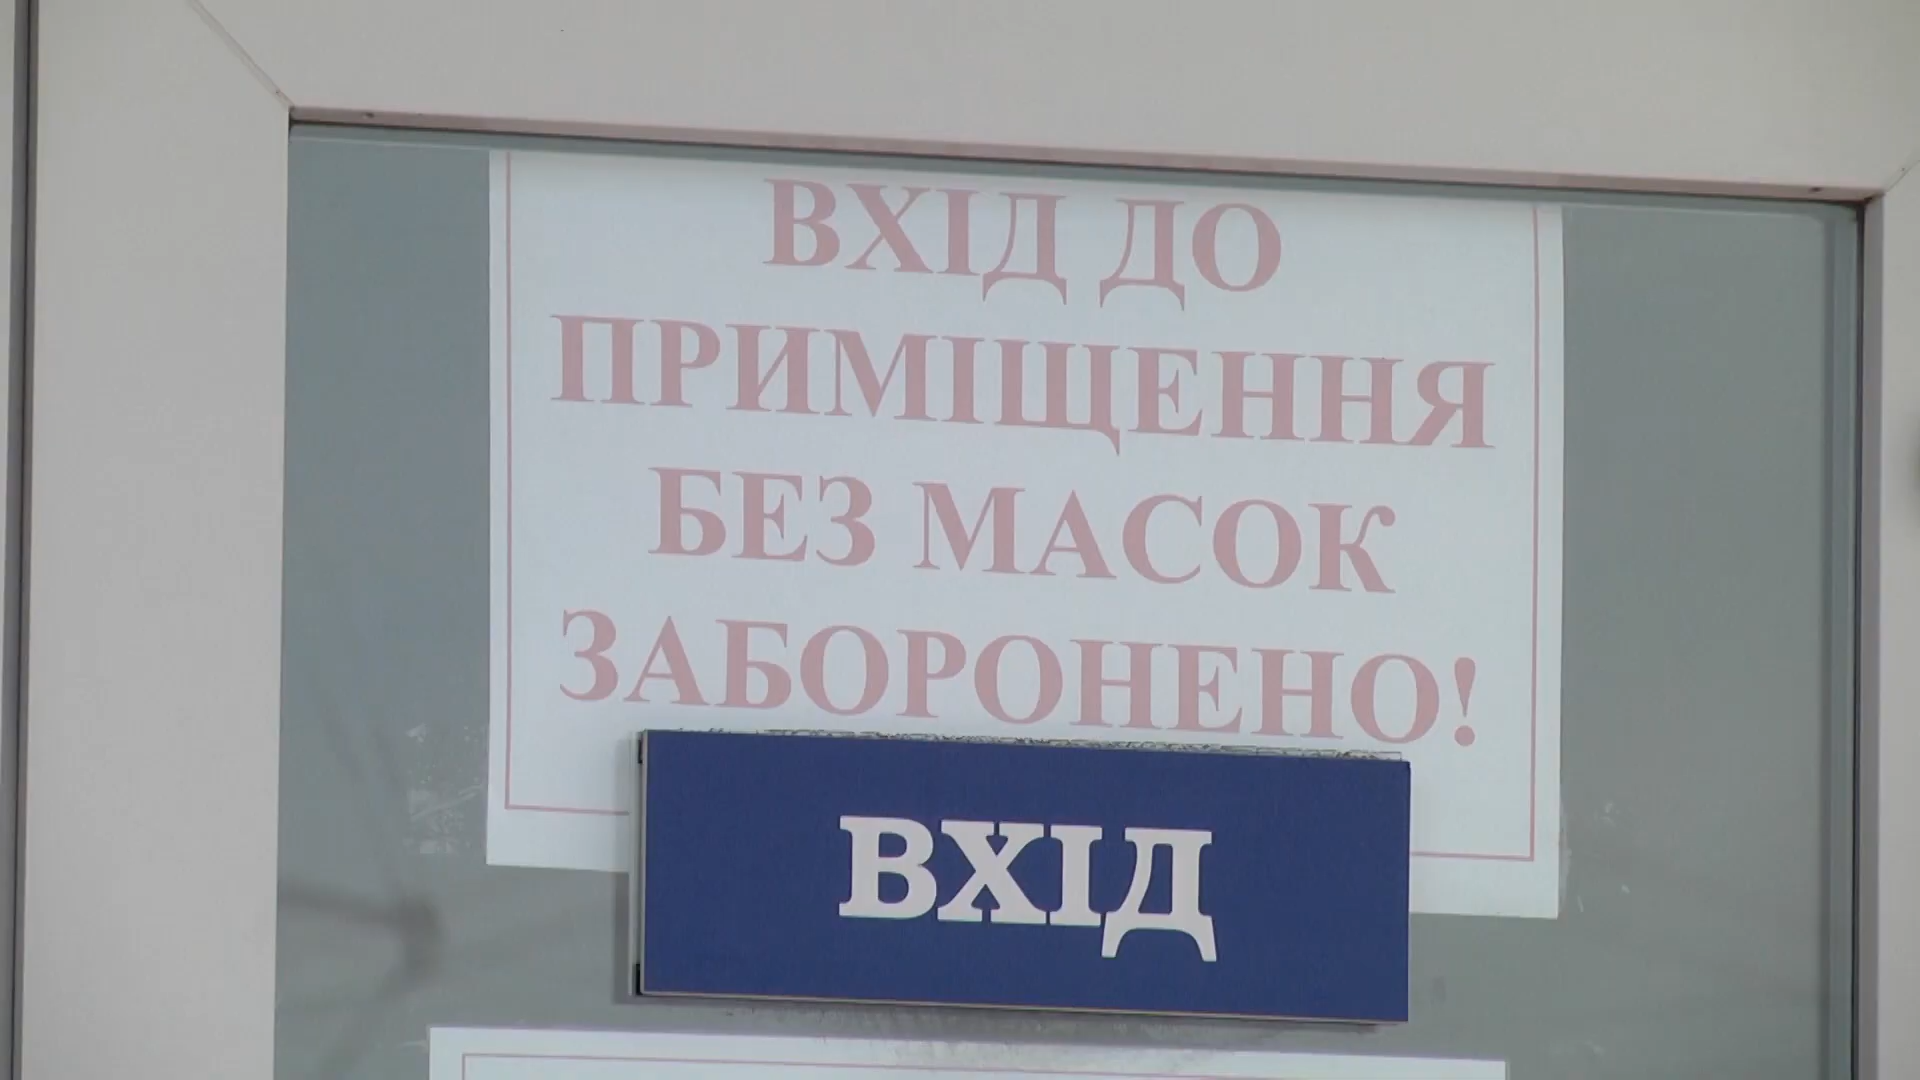 ВХІД ДО
ПРИМІЩЕННЯ
БЕЗ МАСОК
ЗАБОРОНЕНО!
ВХІД